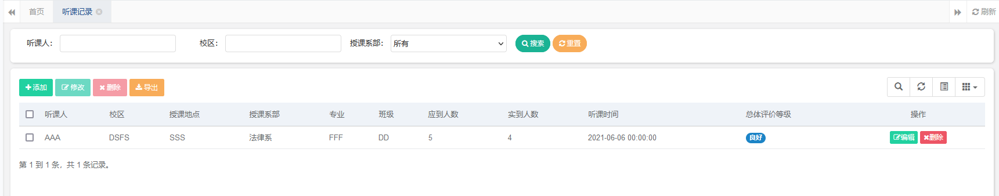 首页 听课记录 刷新
听课人： 校区： 授课系部： 所有 搜索 重置
添加 修改 删除 导出
听课人 校区 授课地点 授课系部 专业 班级 应到人数 实到人数 听课时间 总体评价等级 操作
AAA DSFS SSS 法律系 FFF DD 5 4 2021-06-06 00:00:00 良好 编辑 删除
第 1 到 1 条，共 1 条记录。